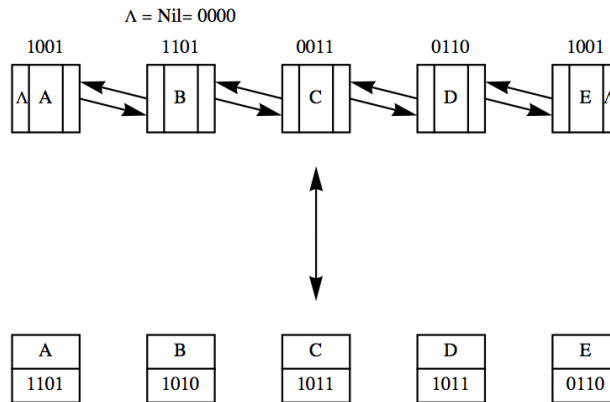 Λ = Nil= 0000
1001 1101 0011 0110 1001
Λ A B C D E Λ
A B C D E
1101 1010 1011 1011 0110